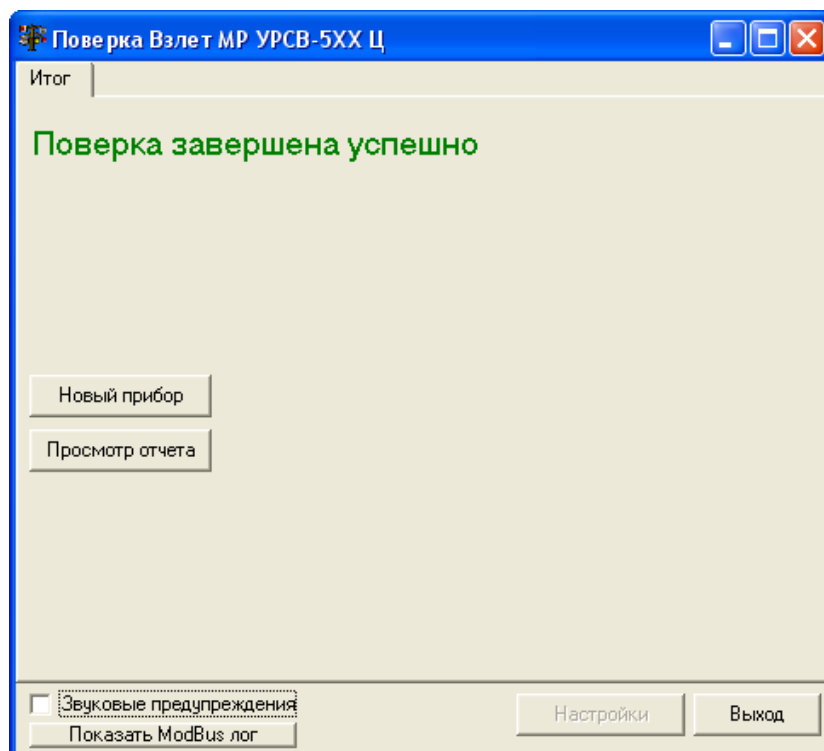 Поверка Взлет МР УРСВ-5ХХ Ц
Итог
Поверка завершена успешно
Новый прибор
Просмотр отчета
Звуковые предупреждения
Настройки
Выход
Показать ModBus лог